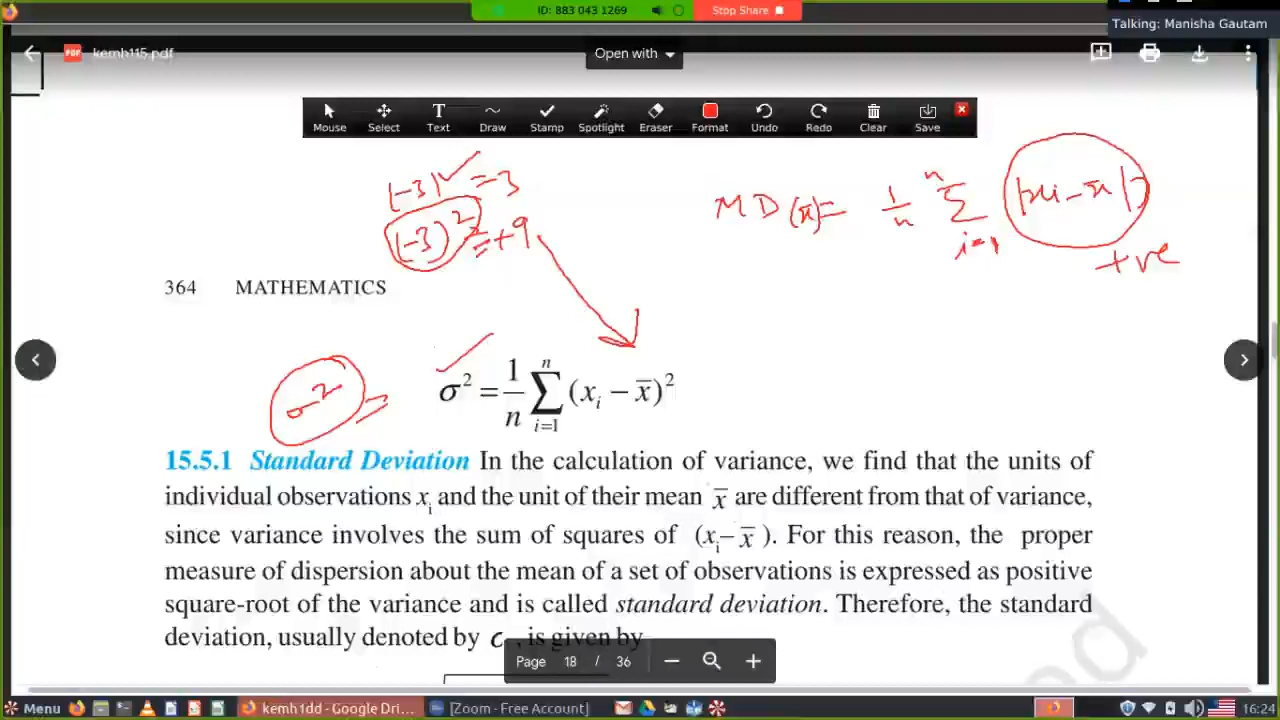 ID: 883 043 1269 Stop Share
Talking: Manisha Gautam
PDF kemh115.pdf Open with
Mouse Select Text Draw Stamp Spotlight Eraser Format Undo Redo Clear Save
|-3| = 3
(-3)² = +9
MD(x̄) = 1/n n∑i=1 |xi - x̄|
+ve
364 MATHEMATICS
σ² =
σ² = 1/n n∑i=1 (xi − x̄)²
15.5.1 Standard Deviation In the calculation of variance, we find that the units of
individual observations xi and the unit of their mean x̄ are different from that of variance,
since variance involves the sum of squares of (xi– x̄ ). For this reason, the proper
measure of dispersion about the mean of a set of observations is expressed as positive
square-root of the variance and is called standard deviation. Therefore, the standard
deviation, usually denoted by σ , is given by
Page 18 / 36
Menu kemh1dd - Google Dri... [Zoom - Free Account] 16:24